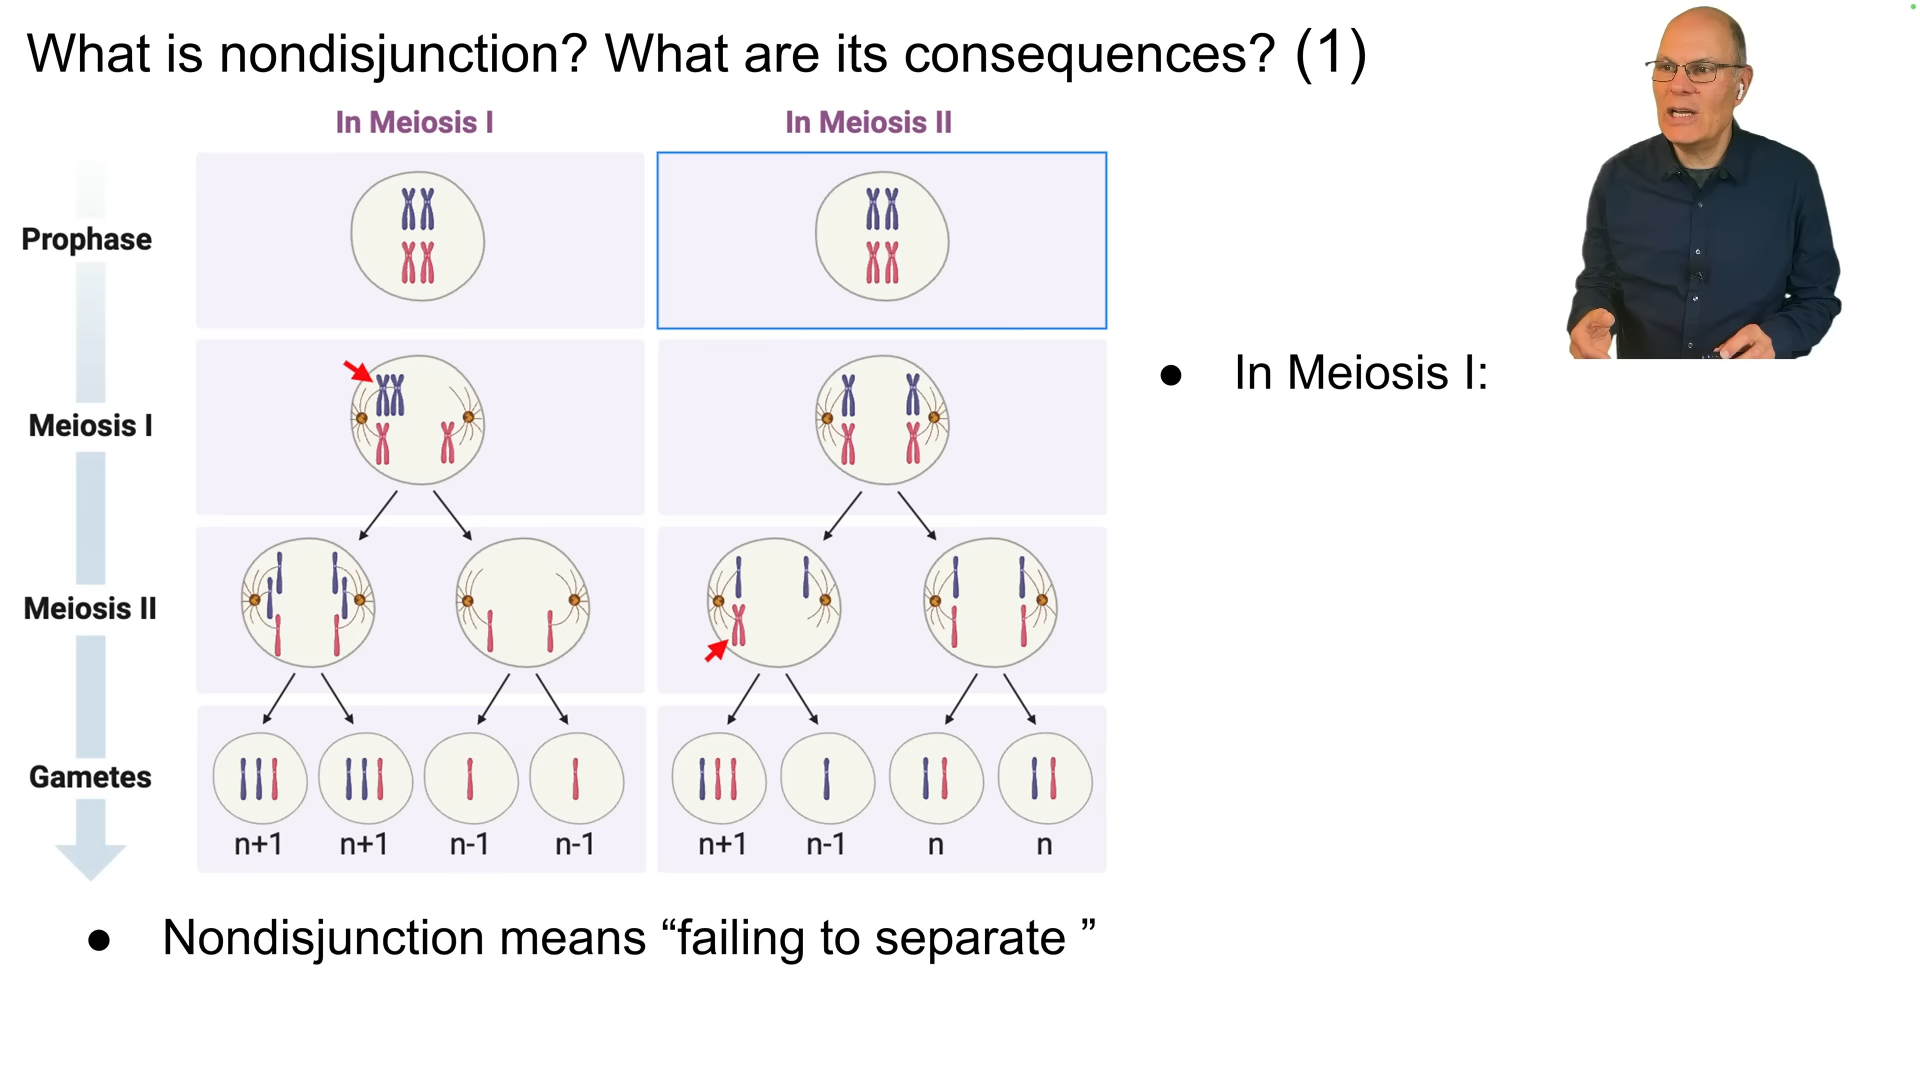 What is nondisjunction? What are its consequences? (1)
In Meiosis I
In Meiosis II
Prophase
Meiosis I
Meiosis II
Gametes
n+1 n+1 n-1 n-1
n+1 n-1 n n
● In Meiosis I:
● Nondisjunction means “failing to separate ”